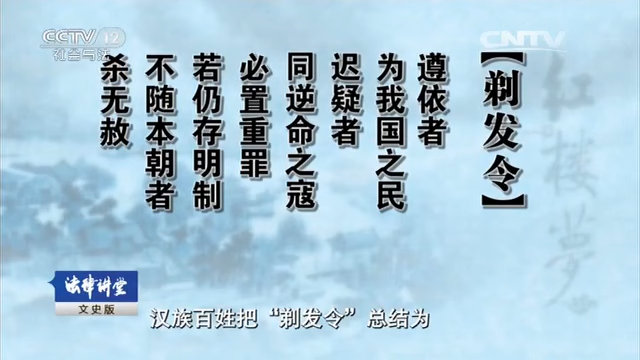 CCTV 12
社会与法
CNTV
【剃发令】
遵依者
为我国之民
迟疑者
同逆命之寇
必置重罪
若仍存明制
不随本朝者
杀无赦
红楼梦
法律讲堂
文史版
汉族百姓把“剃发令”总结为